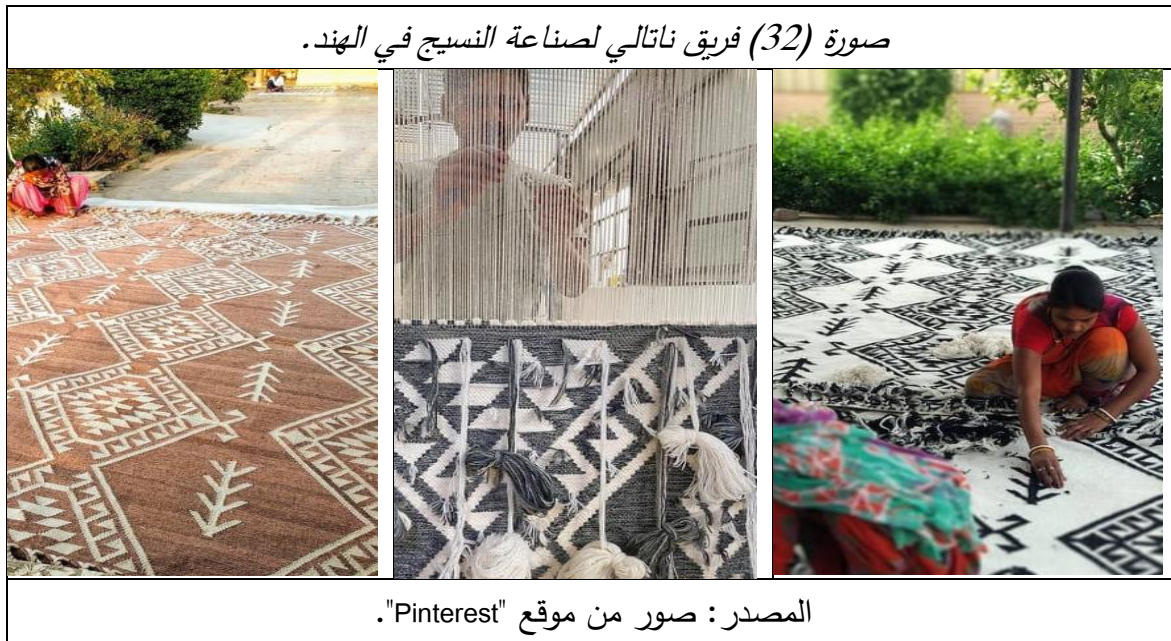 صورة (32) فريق ناتالي لصناعة النسيج في الهند.
المصدر: صور من موقع "Pinterest".